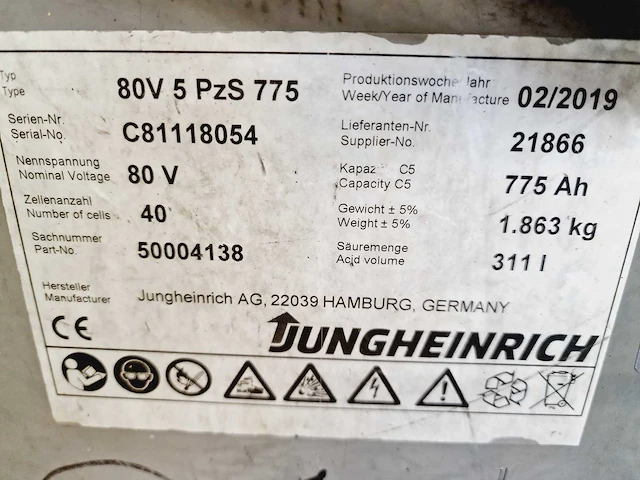 Typ
Type
80V 5 PzS 775
Produktionswoche/Jahr
Week/Year of Manufacture
02/2019
Serien-Nr.
Serial-No.
C81118054
Lieferanten-Nr.
Supplier-No.
21866
Nennspannung
Nominal Voltage
80 V
Kapaz C5
Capacity C5
775 Ah
Zellenanzahl
Number of cells
40
Gewicht ± 5%
Weight ± 5%
1.863 kg
Sachnummer
Part-No.
50004138
Säuremenge
Acid volume
311 l
Hersteller
Manufacturer
Jungheinrich AG, 22039 HAMBURG, GERMANY
CE
JUNGHEINRICH